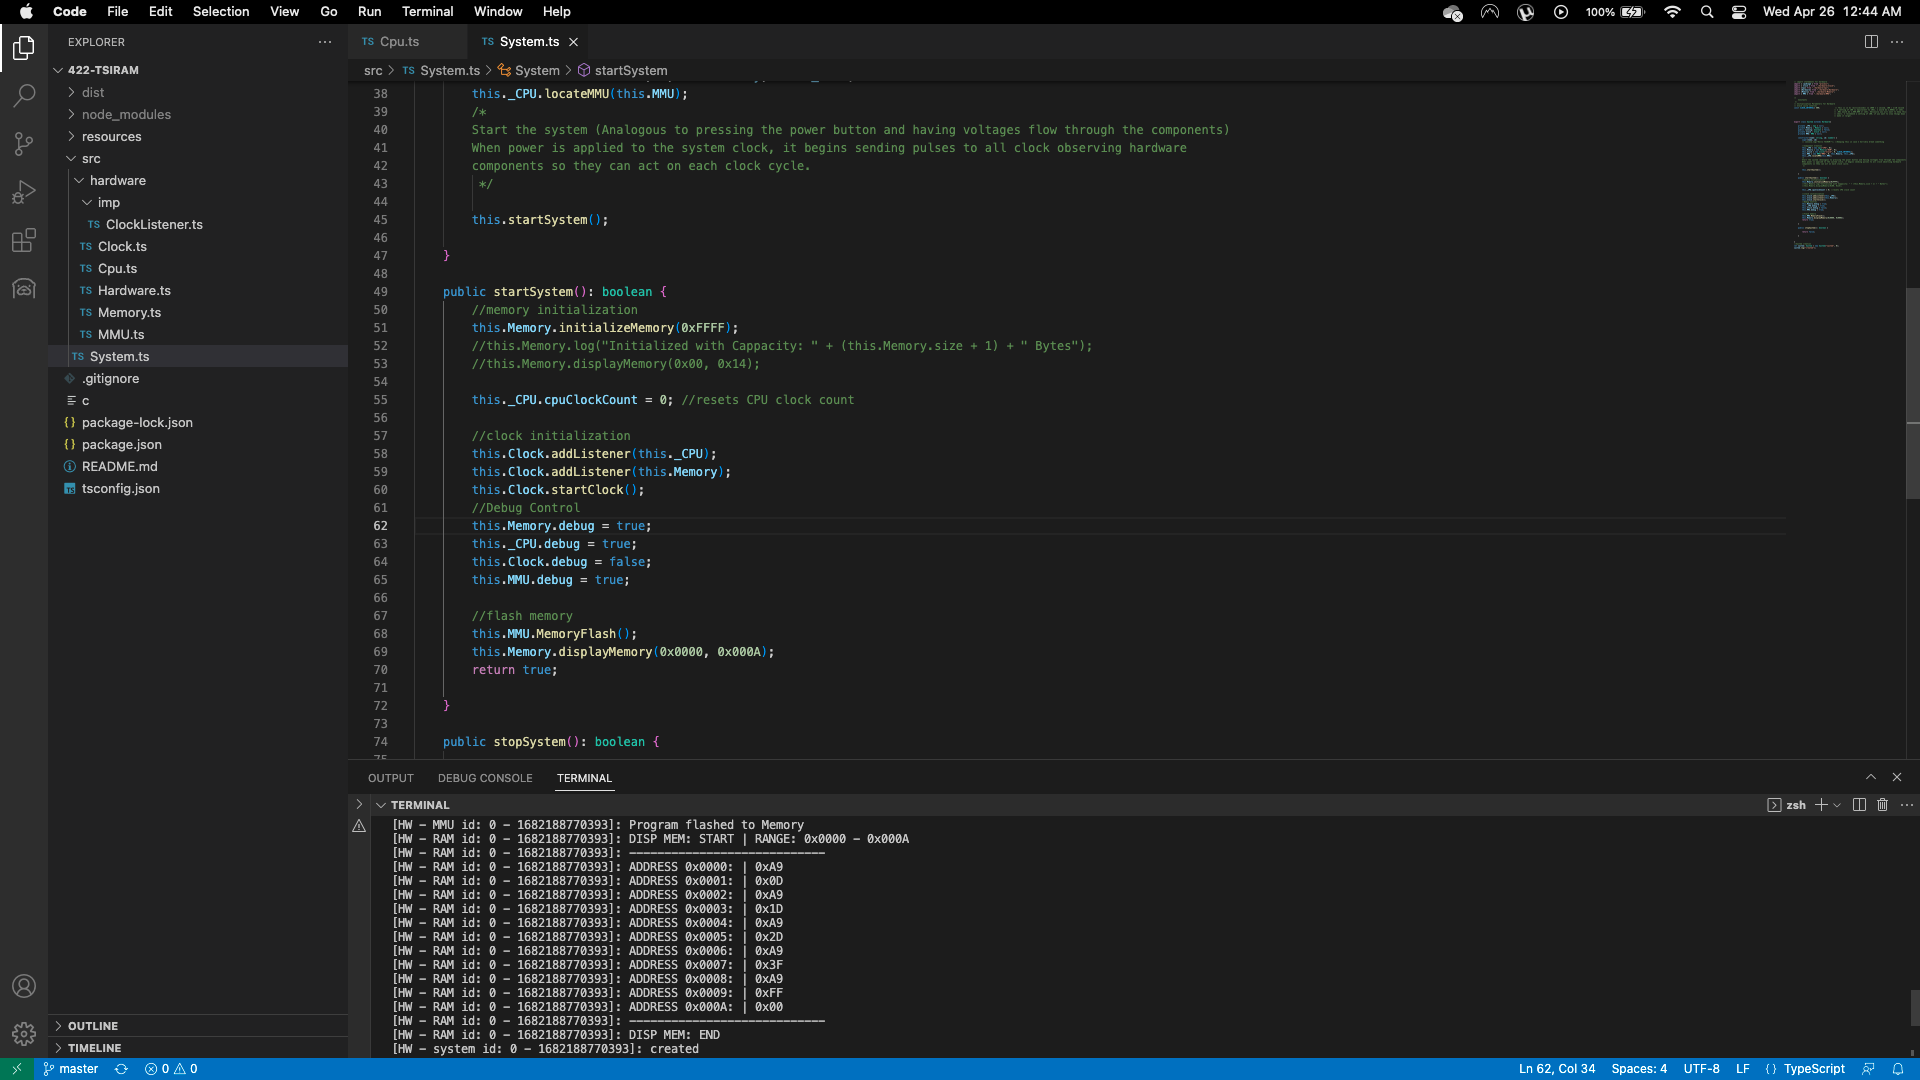 Code File Edit Selection View Go Run Terminal Window Help 100% Wed Apr 26 12:44 AM
EXPLORER
422-TSIRAM
dist
node_modules
resources
src
hardware
imp
TS ClockListener.ts
TS Clock.ts
TS Cpu.ts
TS Hardware.ts
TS Memory.ts
TS MMU.ts
TS System.ts
.gitignore
c
{} package-lock.json
{} package.json
README.md
tsconfig.json
OUTLINE
TIMELINE
TS Cpu.ts TS System.ts
src > TS System.ts > System > startSystem
38 this._CPU.locateMMU(this.MMU);
39 /*
40 Start the system (Analogous to pressing the power button and having voltages flow through the components)
41 When power is applied to the system clock, it begins sending pulses to all clock observing hardware
42 components so they can act on each clock cycle.
43 */
44
45 this.startSystem();
46
47 }
48
49 public startSystem(): boolean {
50 //memory initialization
51 this.Memory.initializeMemory(0xFFFF);
52 //this.Memory.log("Initialized with Cappacity: " + (this.Memory.size + 1) + " Bytes");
53 //this.Memory.displayMemory(0x00, 0x14);
54
55 this._CPU.cpuClockCount = 0; //resets CPU clock count
56
57 //clock initialization
58 this.Clock.addListener(this._CPU);
59 this.Clock.addListener(this.Memory);
60 this.Clock.startClock();
61 //Debug Control
62 this.Memory.debug = true;
63 this._CPU.debug = true;
64 this.Clock.debug = false;
65 this.MMU.debug = true;
66
67 //flash memory
68 this.MMU.MemoryFlash();
69 this.Memory.displayMemory(0x0000, 0x000A);
70 return true;
71
72 }
73
74 public stopSystem(): boolean {
75
OUTPUT DEBUG CONSOLE TERMINAL
TERMINAL zsh
[HW - MMU id: 0 - 1682188770393]: Program flashed to Memory
[HW - RAM id: 0 - 1682188770393]: DISP MEM: START | RANGE: 0x0000 - 0x000A
[HW - RAM id: 0 - 1682188770393]: ----------------------------
[HW - RAM id: 0 - 1682188770393]: ADDRESS 0x0000: | 0xA9
[HW - RAM id: 0 - 1682188770393]: ADDRESS 0x0001: | 0x0D
[HW - RAM id: 0 - 1682188770393]: ADDRESS 0x0002: | 0xA9
[HW - RAM id: 0 - 1682188770393]: ADDRESS 0x0003: | 0x1D
[HW - RAM id: 0 - 1682188770393]: ADDRESS 0x0004: | 0xA9
[HW - RAM id: 0 - 1682188770393]: ADDRESS 0x0005: | 0x2D
[HW - RAM id: 0 - 1682188770393]: ADDRESS 0x0006: | 0xA9
[HW - RAM id: 0 - 1682188770393]: ADDRESS 0x0007: | 0x3F
[HW - RAM id: 0 - 1682188770393]: ADDRESS 0x0008: | 0xA9
[HW - RAM id: 0 - 1682188770393]: ADDRESS 0x0009: | 0xFF
[HW - RAM id: 0 - 1682188770393]: ADDRESS 0x000A: | 0x00
[HW - RAM id: 0 - 1682188770393]: ----------------------------
[HW - RAM id: 0 - 1682188770393]: DISP MEM: END
[HW - system id: 0 - 1682188770393]: created
master 0 0 Ln 62, Col 34 Spaces: 4 UTF-8 LF {} TypeScript